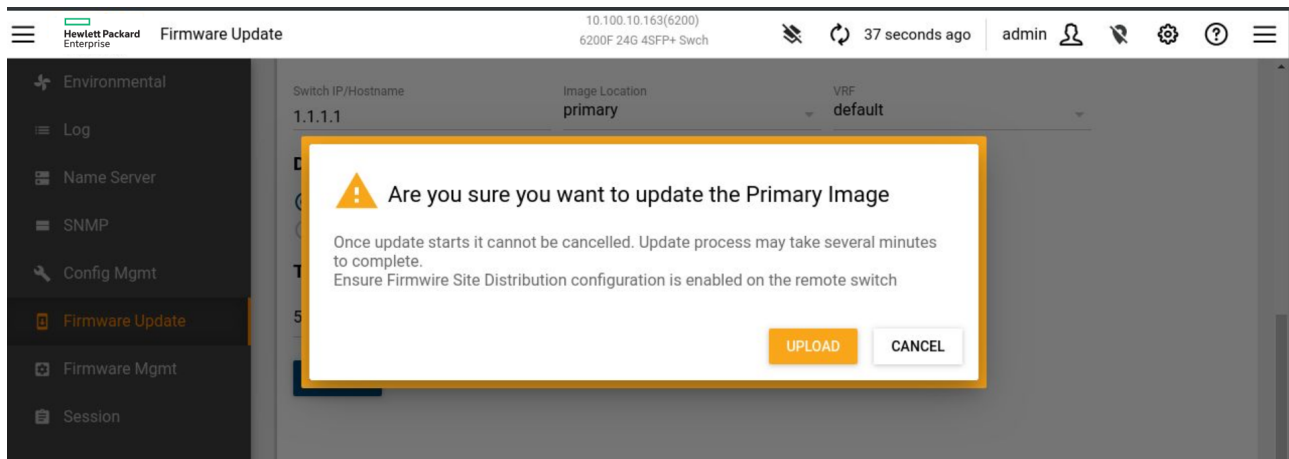 Hewlett Packard
Enterprise
Firmware Update
10.100.10.163(6200)
6200F 24G 4SFP+ Swch
37 seconds ago
admin
Environmental
Log
Name Server
SNMP
Config Mgmt
Firmware Update
Firmware Mgmt
Session
Switch IP/Hostname
1.1.1.1
Image Location
primary
VRF
default
D
T
5
Are you sure you want to update the Primary Image
Once update starts it cannot be cancelled. Update process may take several minutes
to complete.
Ensure Firmwire Site Distribution configuration is enabled on the remote switch
UPLOAD
CANCEL